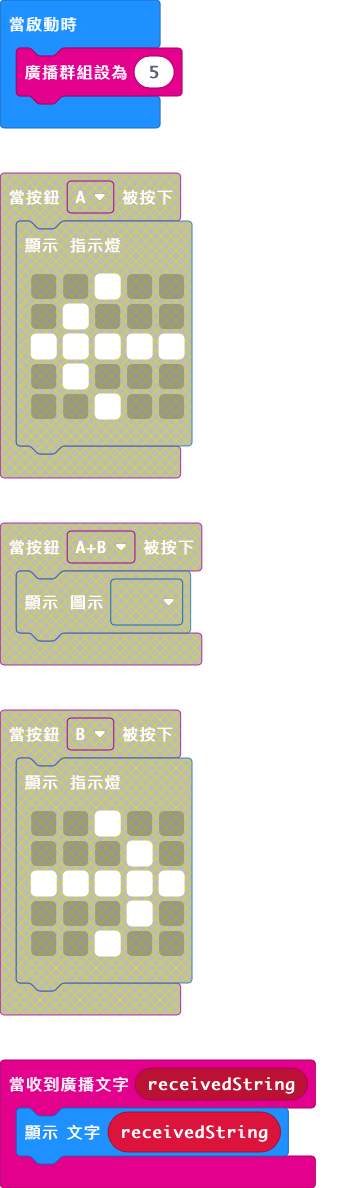 當啟動時
廣播群組設為 5
當按鈕 A 被按下
顯示 指示燈
當按鈕 A+B 被按下
顯示 圖示
當按鈕 B 被按下
顯示 指示燈
當收到廣播文字 receivedString
顯示 文字 receivedString